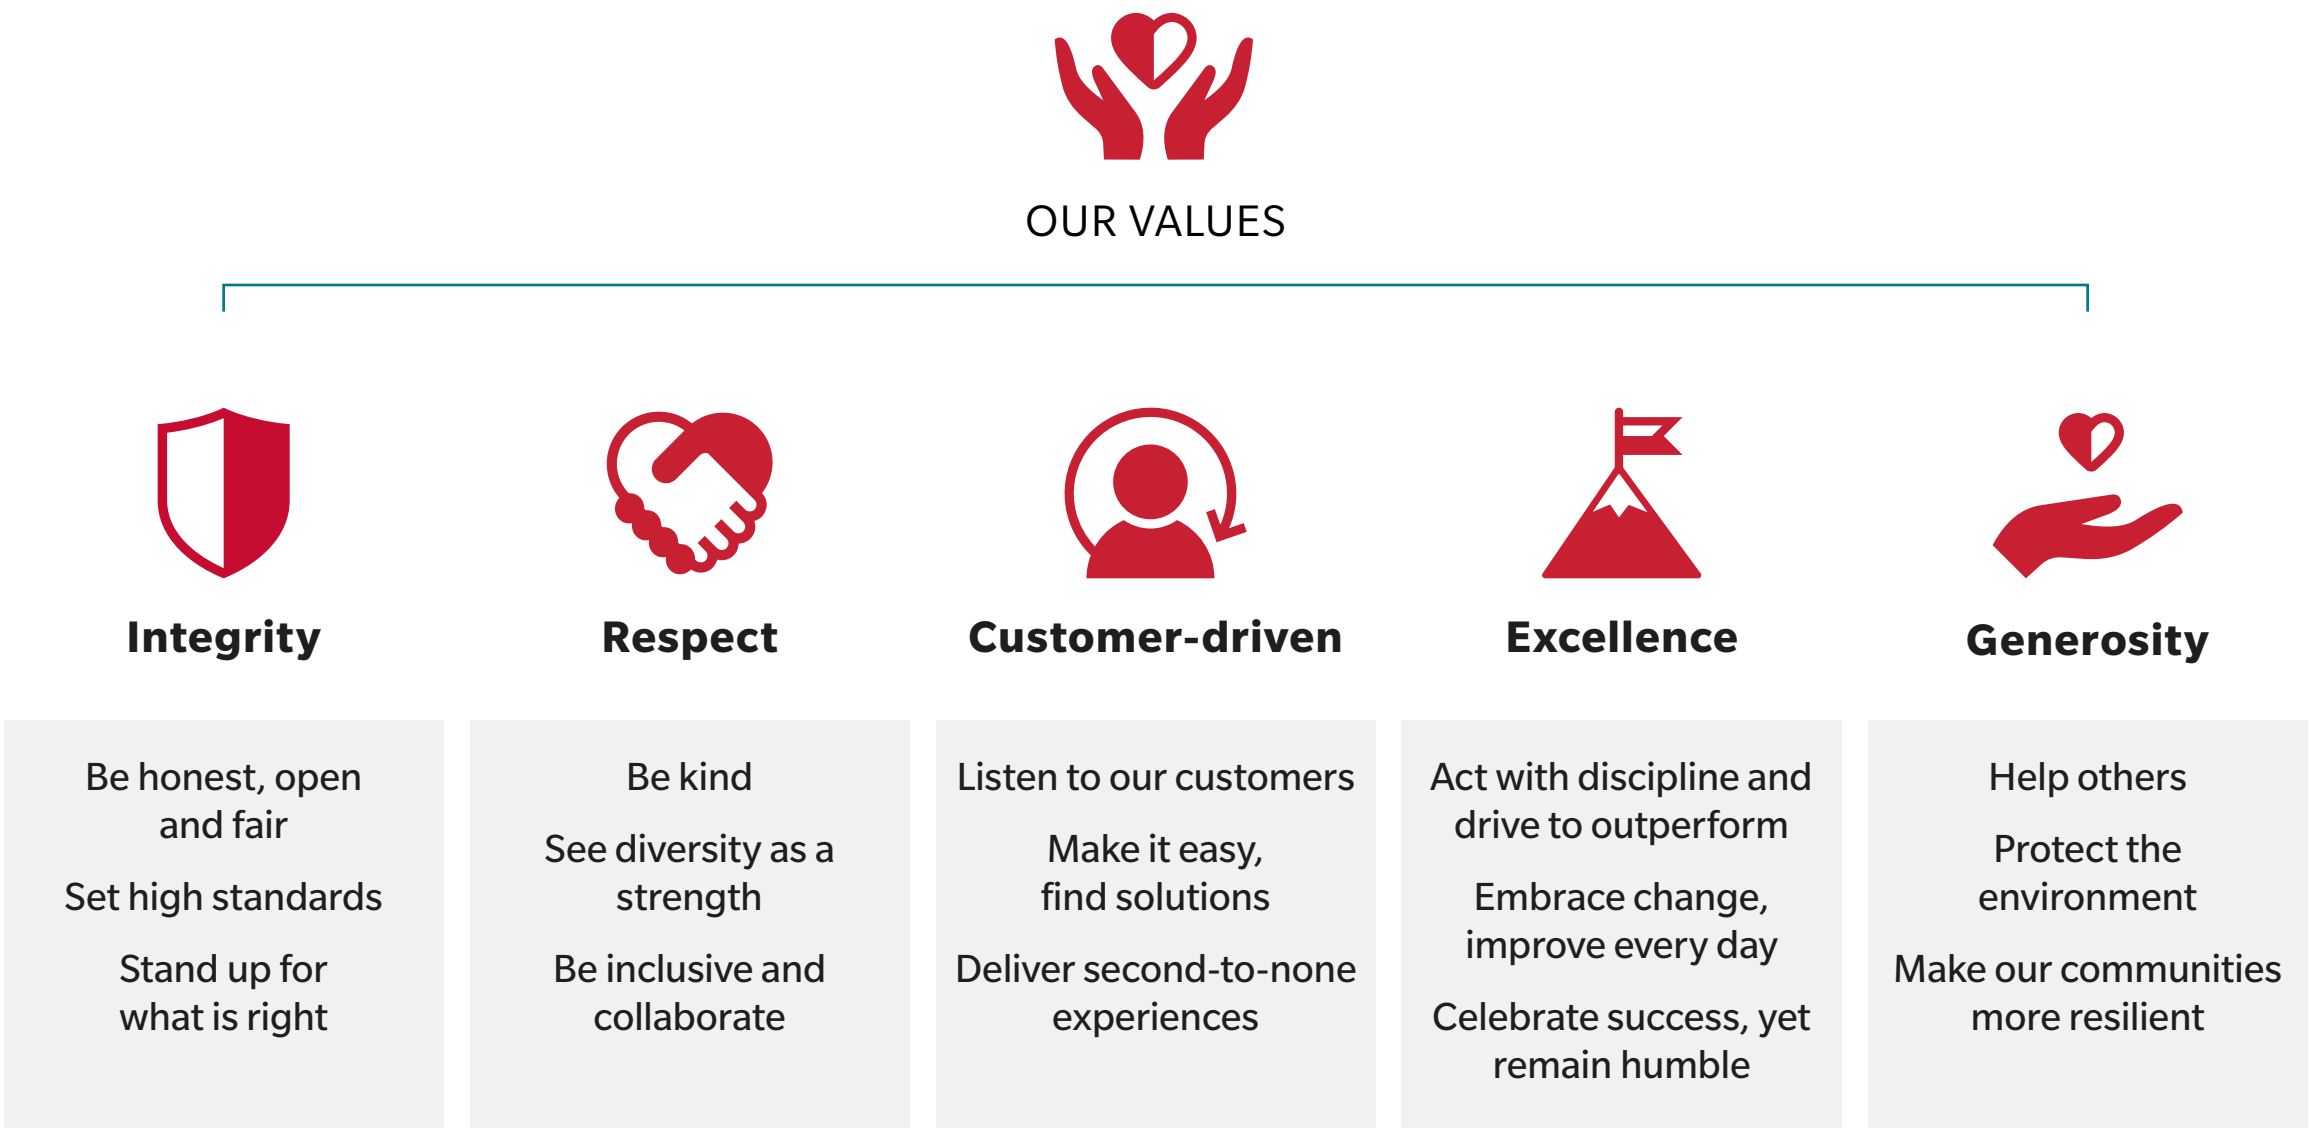 OUR VALUES
Integrity
Be honest, open
and fair
Set high standards
Stand up for
what is right
Respect
Be kind
See diversity as a
strength
Be inclusive and
collaborate
Customer-driven
Listen to our customers
Make it easy,
find solutions
Deliver second-to-none
experiences
Excellence
Act with discipline and
drive to outperform
Embrace change,
improve every day
Celebrate success, yet
remain humble
Generosity
Help others
Protect the
environment
Make our communities
more resilient